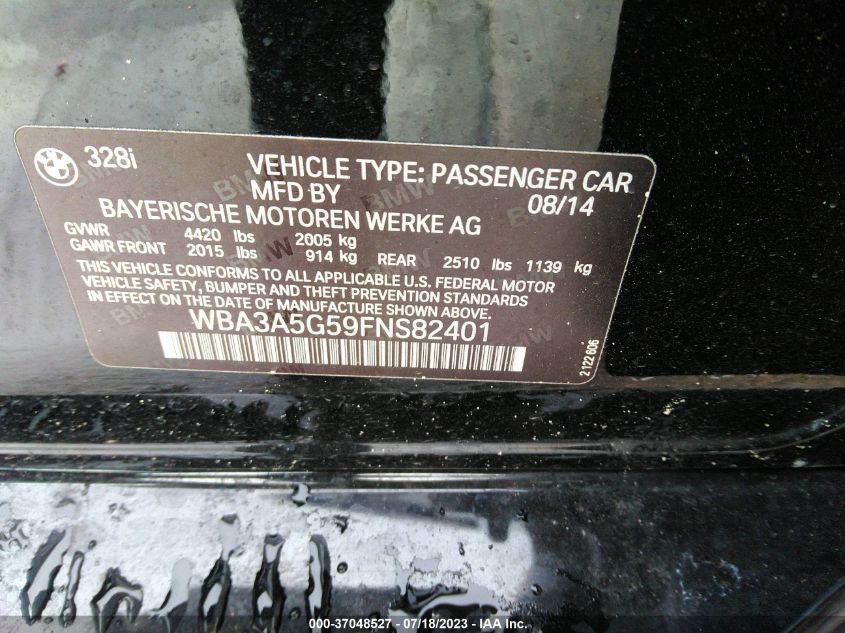 328i
VEHICLE TYPE: PASSENGER CAR
MFD BY 08/14
BAYERISCHE MOTOREN WERKE AG
GVWR 4420 lbs 2005 kg
GAWR FRONT 2015 lbs 914 kg REAR 2510 lbs 1139 kg
THIS VEHICLE CONFORMS TO ALL APPLICABLE U.S. FEDERAL MOTOR
VEHICLE SAFETY, BUMPER AND THEFT PREVENTION STANDARDS
IN EFFECT ON THE DATE OF MANUFACTURE SHOWN ABOVE.
WBA3A5G59FNS82401
2 122 606
000-37048527 - 07/18/2023 - IAA Inc.